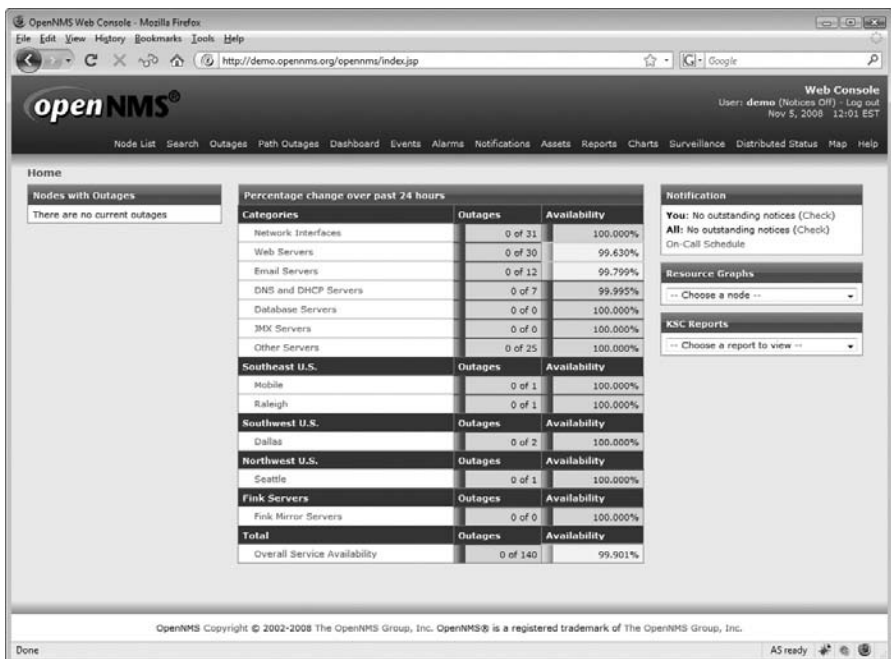 OpenNMS Web Console - Mozilla Firefox
File Edit View History Bookmarks Tools Help
http://demo.opennms.org/opennms/index.jsp
G Google
openNMS®
Web Console
User: demo (Notices Off) - Log out
Nov 5, 2008 12:01 EST
Node List Search Outages Path Outages Dashboard Events Alarms Notifications Assets Reports Charts Surveillance Distributed Status Map Help
Home
Nodes with Outages
There are no current outages
Percentage change over past 24 hours
Categories Outages Availability
Network Interfaces 0 of 31 100.000%
Web Servers 0 of 30 99.630%
Email Servers 0 of 12 99.799%
DNS and DHCP Servers 0 of 7 99.995%
Database Servers 0 of 0 100.000%
JMX Servers 0 of 0 100.000%
Other Servers 0 of 25 100.000%
Southeast U.S. Outages Availability
Mobile 0 of 1 100.000%
Raleigh 0 of 1 100.000%
Southwest U.S. Outages Availability
Dallas 0 of 2 100.000%
Northwest U.S. Outages Availability
Seattle 0 of 1 100.000%
Fink Servers Outages Availability
Fink Mirror Servers 0 of 0 100.000%
Total Outages Availability
Overall Service Availability 0 of 140 99.901%
Notification
You: No outstanding notices (Check)
All: No outstanding notices (Check)
On-Call Schedule
Resource Graphs
-- Choose a node --
KSC Reports
-- Choose a report to view --
OpenNMS Copyright © 2002-2008 The OpenNMS Group, Inc. OpenNMS® is a registered trademark of The OpenNMS Group, Inc.
Done
AS ready